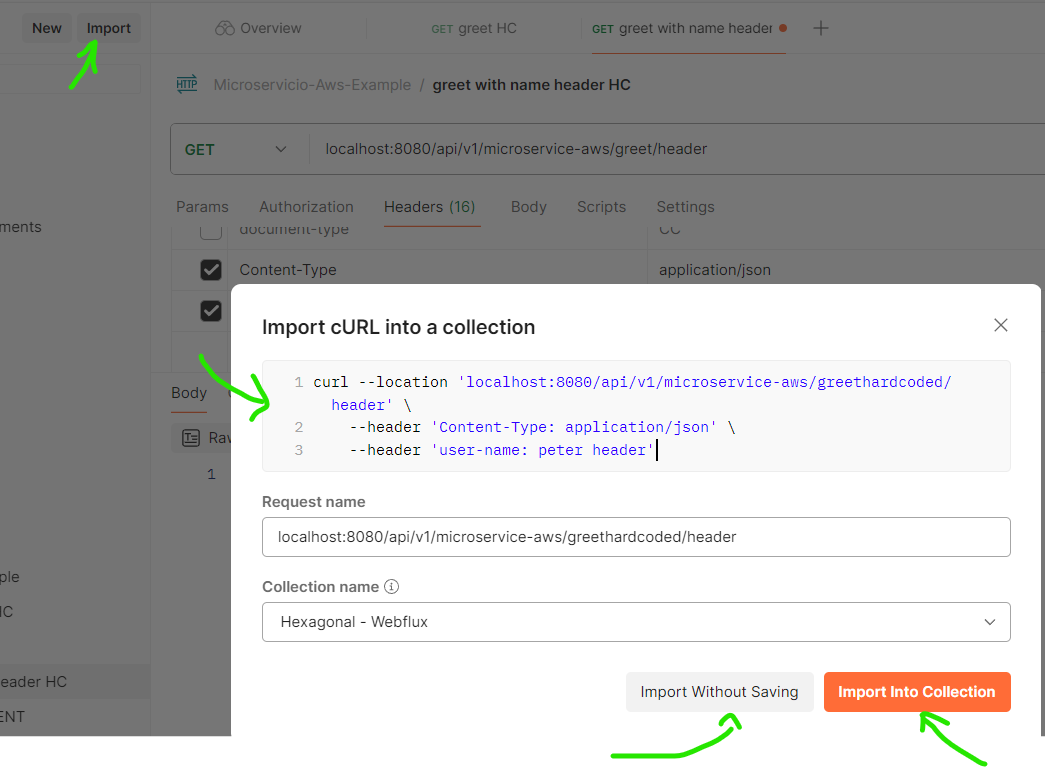 New
Import
Overview
GET greet HC
GET greet with name header
HTTP
Microservicio-Aws-Example / greet with name header HC
GET
localhost:8080/api/v1/microservice-aws/greet/header
Params
Authorization
Headers (16)
Body
Scripts
Settings
ments
document-type
CC
Content-Type
application/json
Import cURL into a collection
1 curl --location 'localhost:8080/api/v1/microservice-aws/greethardcoded/
header' \
2 --header 'Content-Type: application/json' \
3 --header 'user-name: peter header'
Body
Raw
1
Request name
localhost:8080/api/v1/microservice-aws/greethardcoded/header
Collection name
Hexagonal - Webflux
ple
IC
eader HC
ENT
Import Without Saving
Import Into Collection